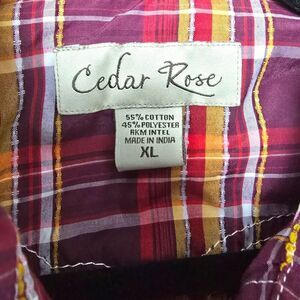 Cedar Rose
55% COTTON
45% POLYESTER
RKM INTEL
MADE IN INDIA
XL